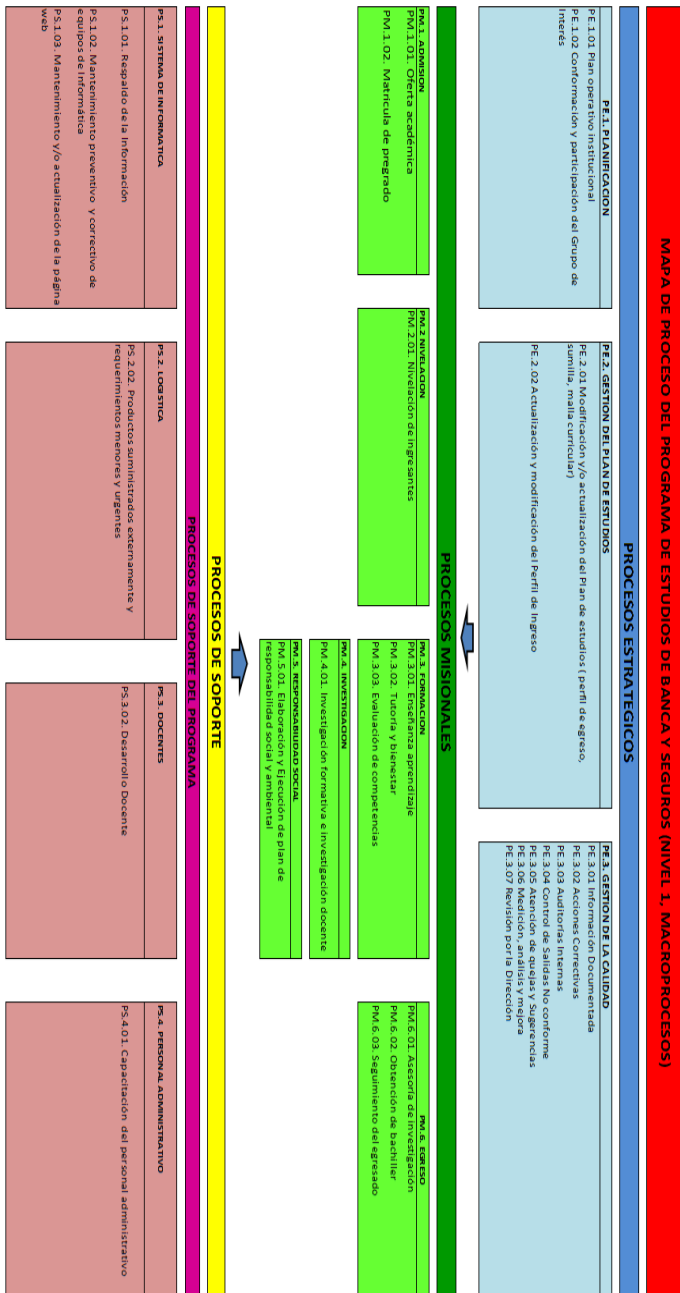 MAPA DE PROCESO DEL PROGRAMA DE ESTUDIOS DE BANCA Y SEGUROS (NIVEL 1, MACROPROCESOS)
PROCESOS ESTRATEGICOS
PE.1. PLANIFICACION
PE.1.01 Plan operativo institucional
PE.1.02 Conformación y participación del Grupo de
Interés
PE.2. GESTION DEL PLAN DE ESTUDIOS
PE.2.01 Modificación y/o actualización del Plan de estudios ( perfil de egreso,
sumilla, malla curricular)
PE.2.02 Actualización y modificación del Perfil de Ingreso
PE.3. GESTION DE LA CALIDAD
PE.3.01 Información Documentada
PE.3.02 Acciones Correctivas
PE.3.03 Auditorías Internas
PE.3.04 Control de Salidas No conforme
PE.3.05 Atención de quejas y Sugerencias
PE.3.06 Medición, análisis y mejora
PE.3.07 Revisión por la Dirección
PROCESOS MISIONALES
PM.1. ADMISION
PM.1.01. Oferta académica
PM.1.02. Matricula de pregrado
PM.2 NIVELACION
PM.2.01. Nivelación de ingresantes
PM.3. FORMACION
PM.3.01. Enseñanza aprendizaje
PM.3.02. Tutoría y bienestar
PM.3.03. Evaluación de competencias
PM.4. INVESTIGACION
PM.4.01. Investigación formativa e investigación docente
PM.5. RESPONSABILIUDAD SOCIAL
PM.5.01. Elaboración y Ejecución de plan de
responsabilidad social y ambiental
PM.6. EGRESO
PM.6.01. Asesoría de investigación
PM.6.02. Obtención de bachiller
PM.6.03. Seguimiento del egresado
PROCESOS DE SOPORTE
PROCESOS DE SOPORTE DEL PROGRAMA
PS.1. SISTEMA DE INFORMATICA
PS.1.01. Respaldo de la Información
PS.1.02. Mantenimiento preventivo y correctivo de
equipos de Informática
PS.1.03. Mantenimiento y/o actualización de la página
web
PS.2. LOGISTICA
PS.2.02. Productos suministrados externamente y
requerimientos menores y urgentes
PS.3. DOCENTES
PS.3.02. Desarrollo Docente
PS.4. PERSONAL ADMINISTRATIVO
PS.4.01. Capacitación del personal administrativo